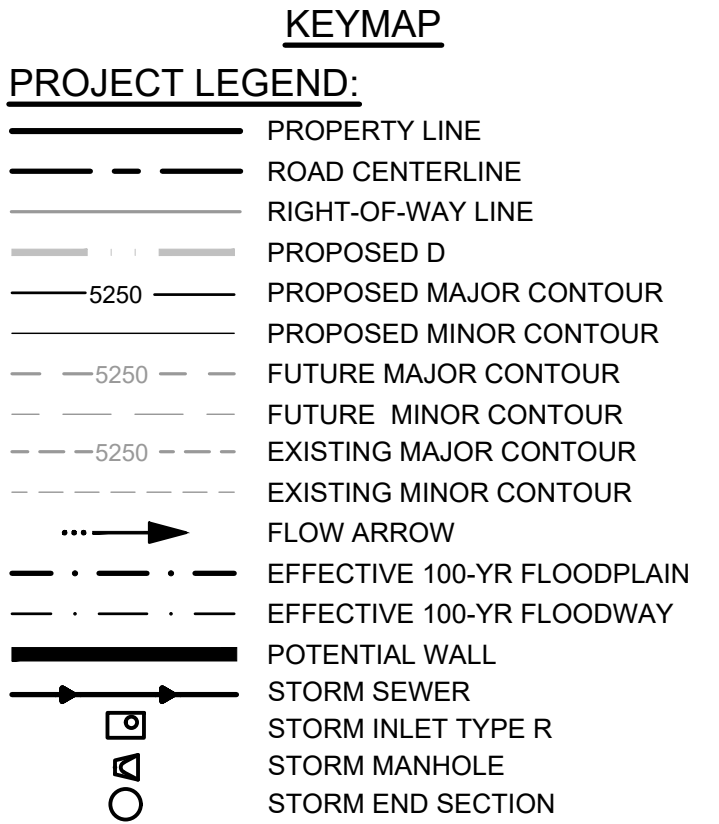 KEYMAP
PROJECT LEGEND:
PROPERTY LINE
ROAD CENTERLINE
RIGHT-OF-WAY LINE
PROPOSED D
5250 PROPOSED MAJOR CONTOUR
PROPOSED MINOR CONTOUR
5250 FUTURE MAJOR CONTOUR
FUTURE MINOR CONTOUR
5250 EXISTING MAJOR CONTOUR
EXISTING MINOR CONTOUR
FLOW ARROW
EFFECTIVE 100-YR FLOODPLAIN
EFFECTIVE 100-YR FLOODWAY
POTENTIAL WALL
STORM SEWER
STORM INLET TYPE R
STORM MANHOLE
STORM END SECTION